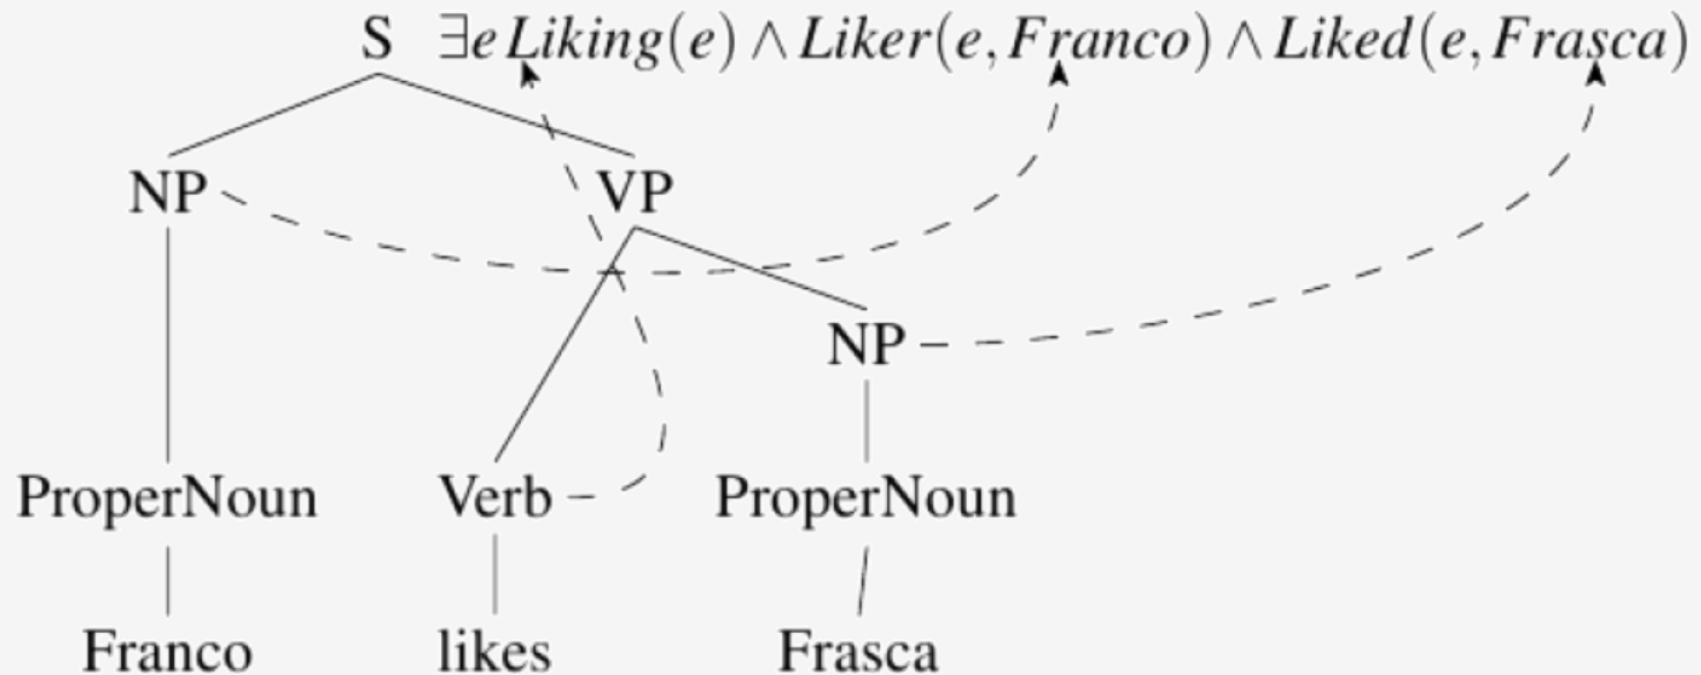 S ∃e Liking(e) ∧ Liker(e, Franco) ∧ Liked(e, Frasca)
NP VP
NP
ProperNoun Verb ProperNoun
Franco likes Frasca